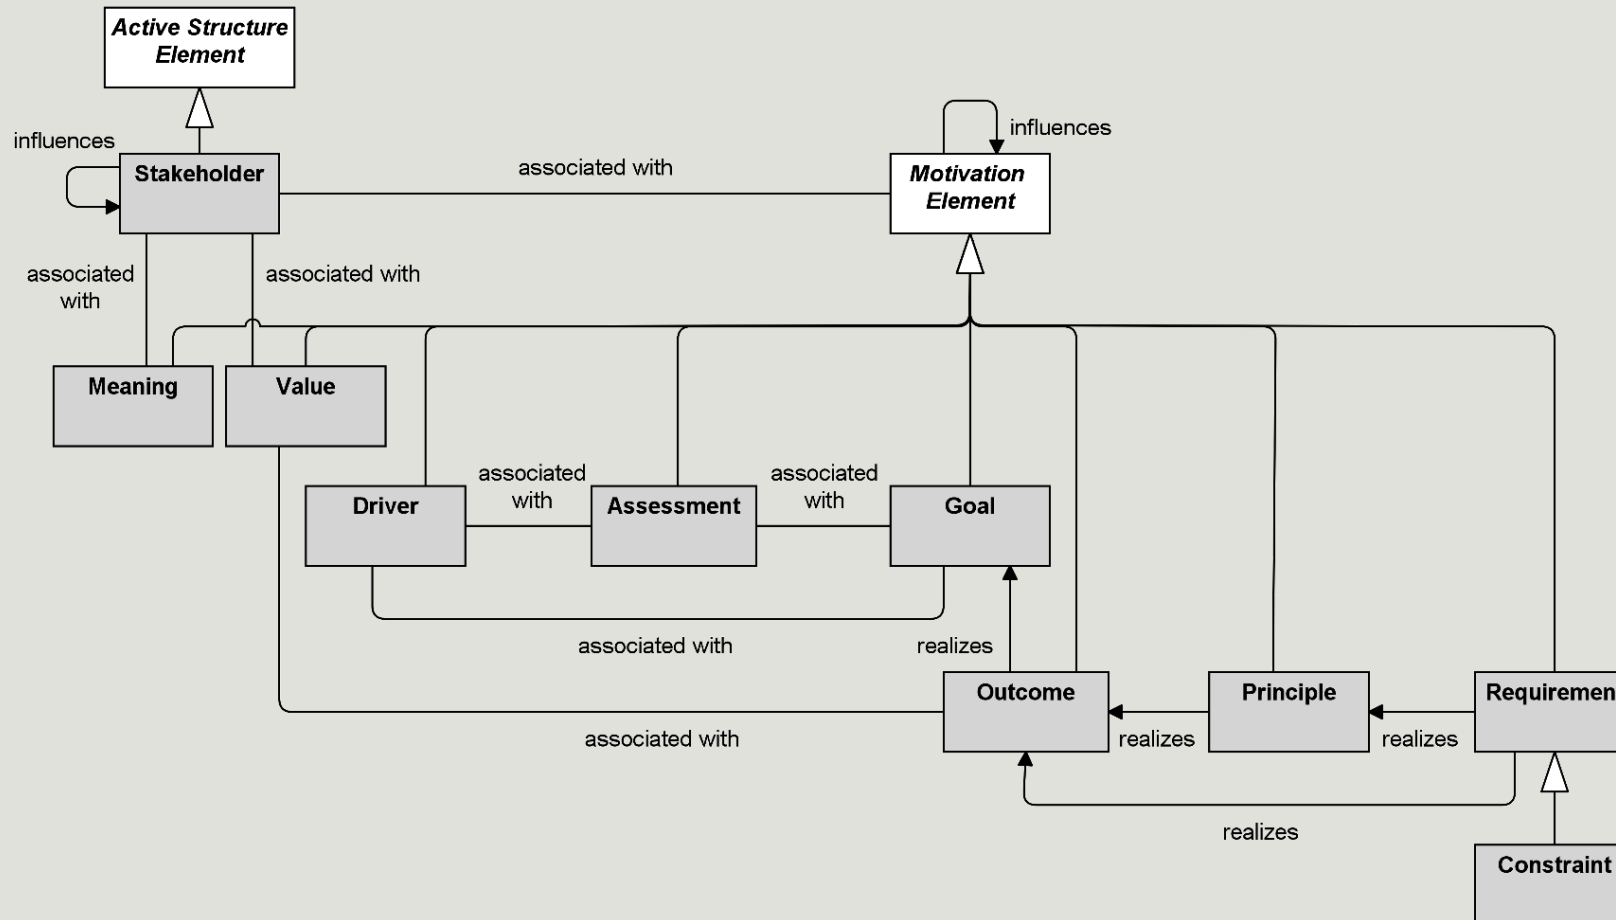 Active Structure
Element
influences
influences
Stakeholder
associated with
Motivation
Element
associated
with
associated with
Meaning
Value
associated
with
associated
with
Driver
Assessment
Goal
associated with
realizes
Outcome
Principle
Requiremen
associated with
realizes
realizes
realizes
Constraint